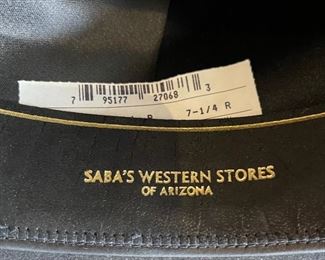 7 95177 27068 3
R 7-1/4 R
SABA'S WESTERN STORES
OF ARIZONA